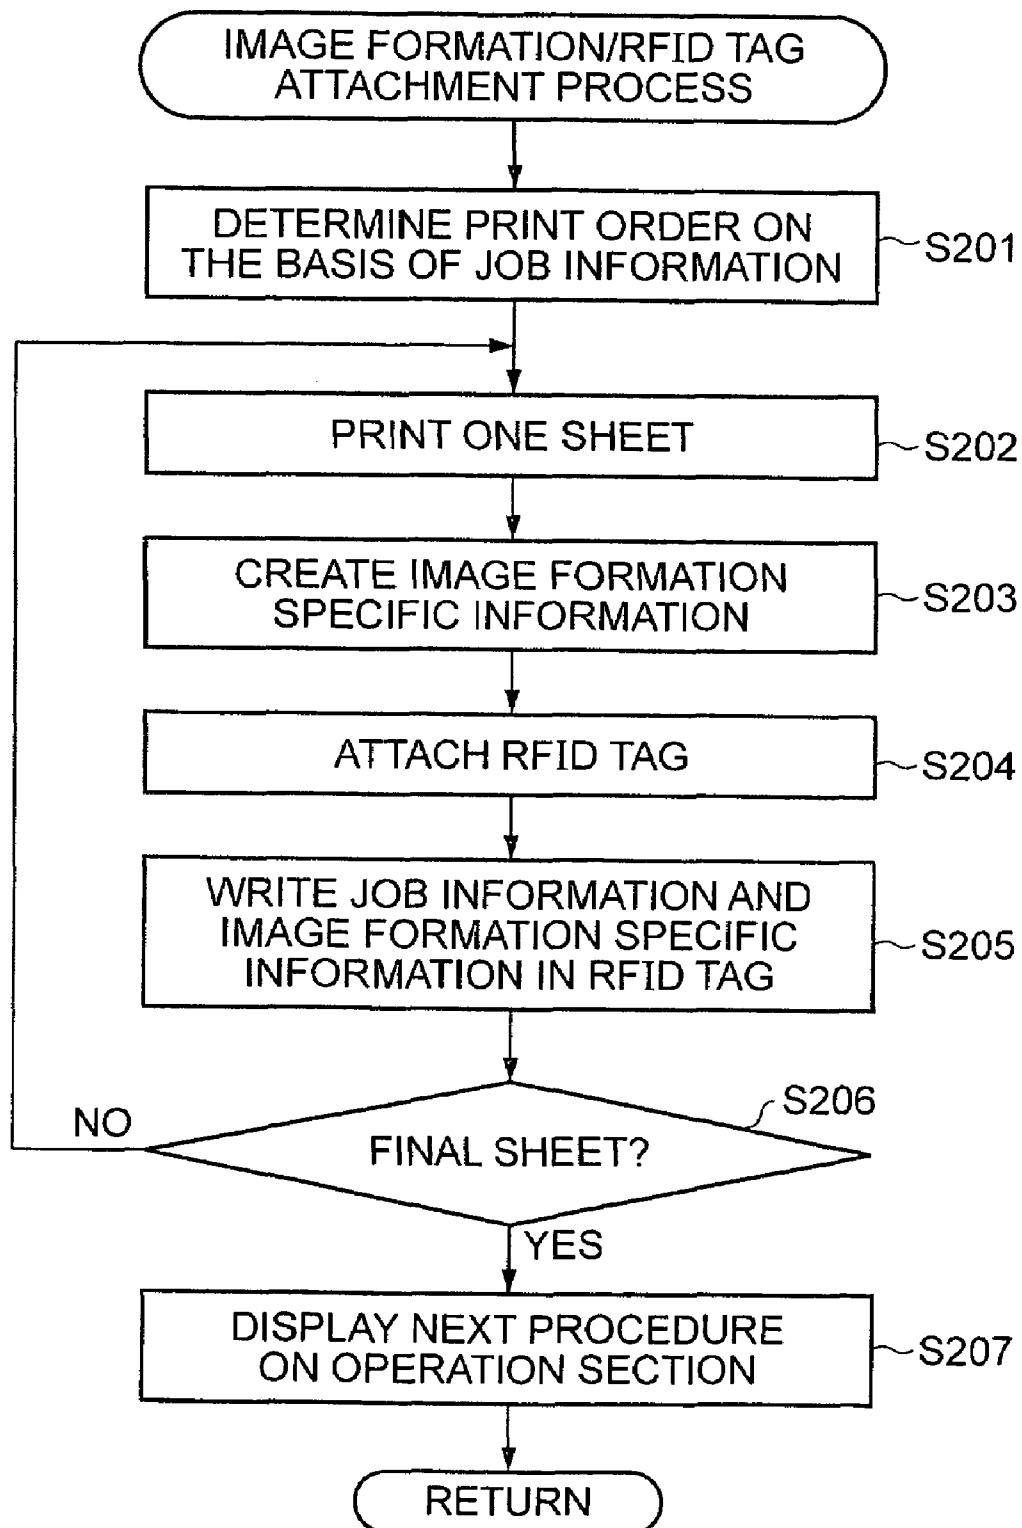 IMAGE FORMATION/RFID TAG
ATTACHMENT PROCESS
DETERMINE PRINT ORDER ON
THE BASIS OF JOB INFORMATION
S201
PRINT ONE SHEET
S202
CREATE IMAGE FORMATION
SPECIFIC INFORMATION
S203
ATTACH RFID TAG
S204
WRITE JOB INFORMATION AND
IMAGE FORMATION SPECIFIC
INFORMATION IN RFID TAG
S205
S206
NO
FINAL SHEET?
YES
DISPLAY NEXT PROCEDURE
ON OPERATION SECTION
S207
RETURN